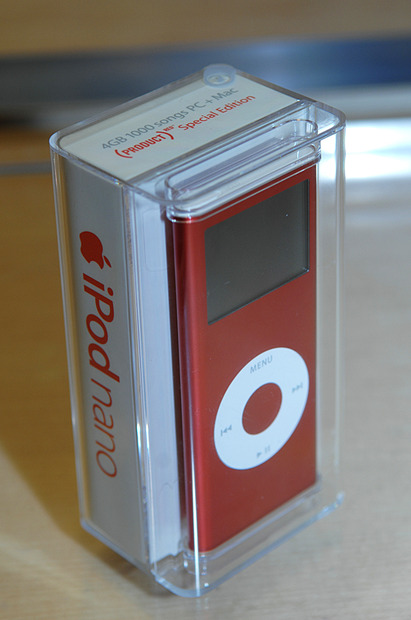 4GB 1000 songs PC + Mac
(PRODUCT) RED Special Edition
iPod nano
MENU